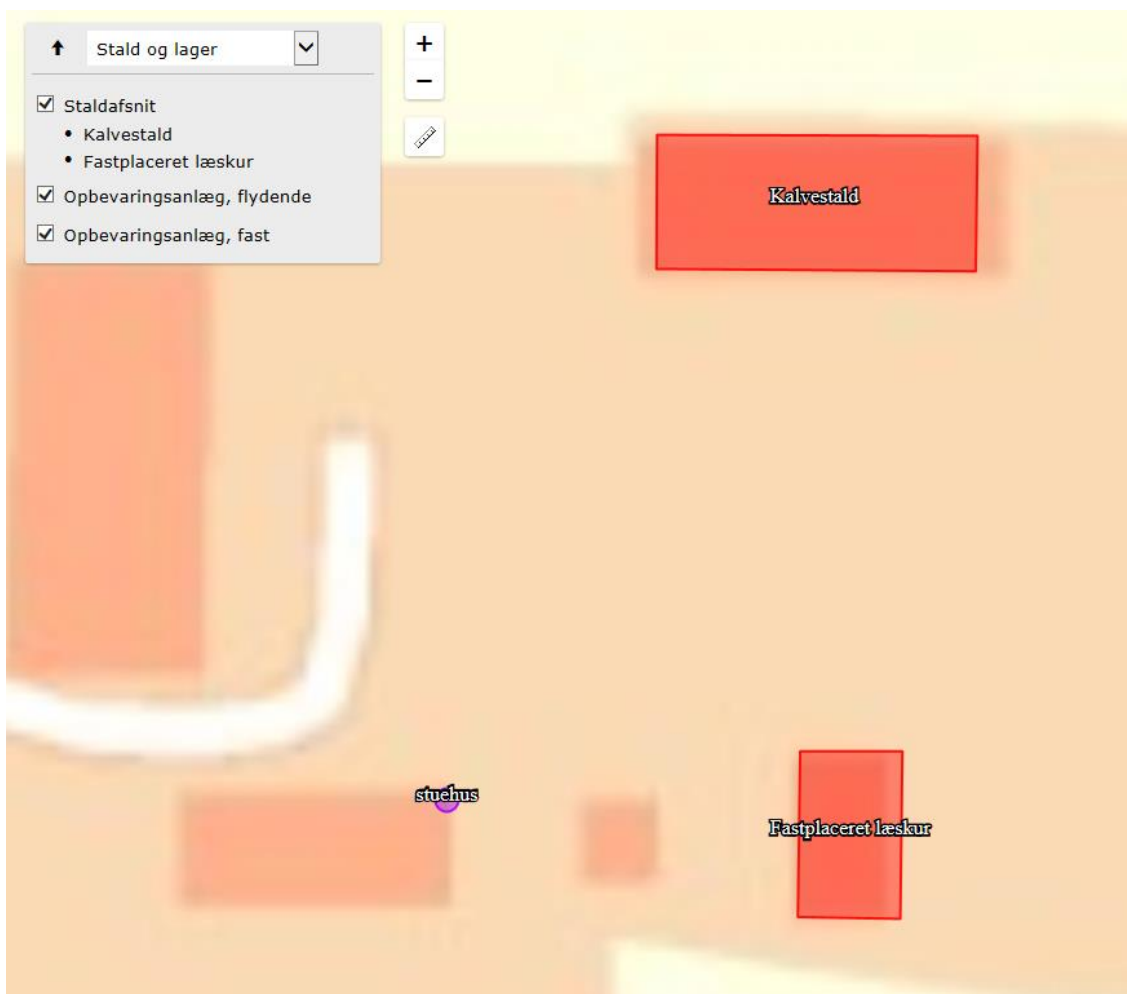 Stald og lager
Staldafsnit
• Kalvestald
• Fastplaceret læskur
Opbevaringsanlæg, flydende
Opbevaringsanlæg, fast
+
−
Kalvestald
stuehus
Fastplaceret læskur